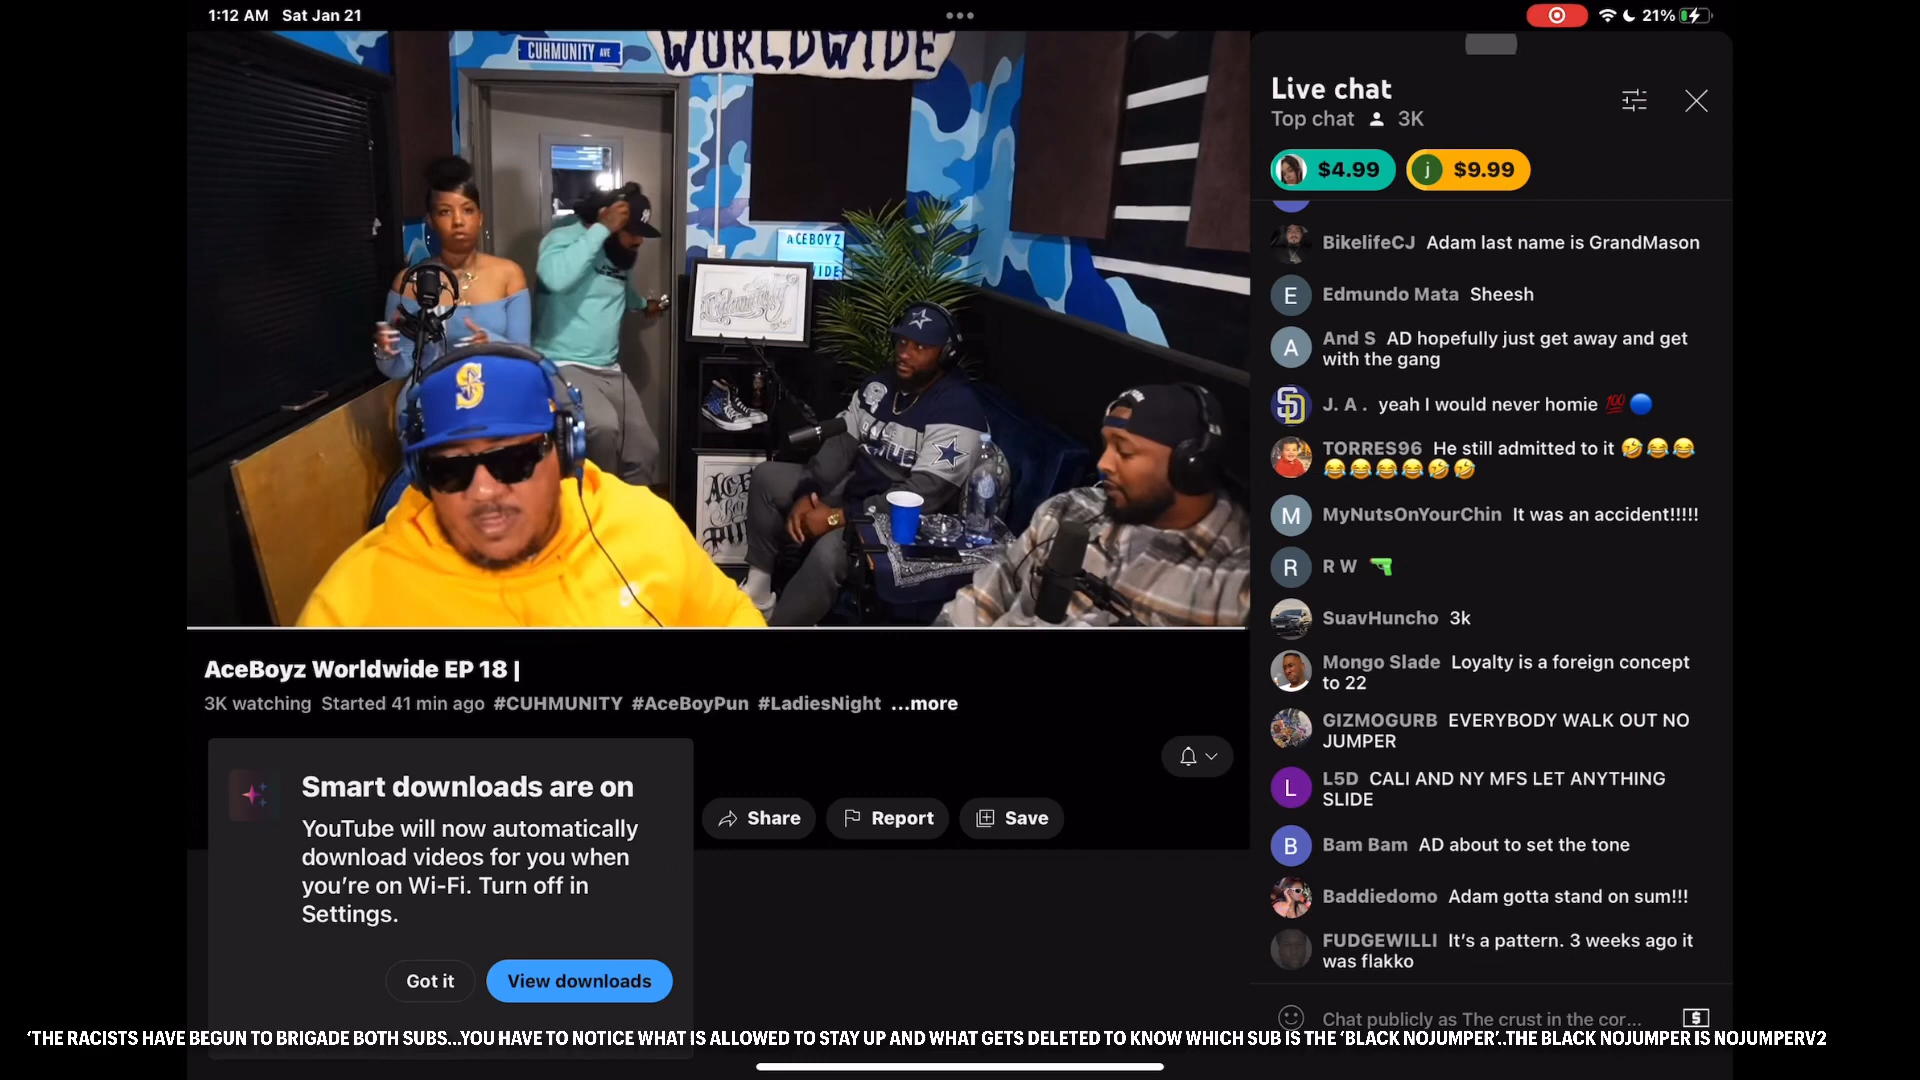 1:12 AM Sat Jan 21
21%
CUHMUNITY AVE
WORLDWIDE
ACEBOYZ
IDE
S
AceBoyz Worldwide EP 18 |
3K watching Started 41 min ago #CUHMUNITY #AceBoyPun #LadiesNight ...more
Share
Report
Save
Smart downloads are on
YouTube will now automatically
download videos for you when
you’re on Wi-Fi. Turn off in
Settings.
Got it
View downloads
Live chat
Top chat 3K
$4.99
j $9.99
BikelifeCJ Adam last name is GrandMason
E Edmundo Mata Sheesh
A And S AD hopefully just get away and get
with the gang
SD J. A . yeah I would never homie 💯🔵
TORRES96 He still admitted to it 🤣😂😂
😂😂😂😂🤣🤣
M MyNutsOnYourChin It was an accident!!!!!
R R W 🔫
SuavHuncho 3k
Mongo Slade Loyalty is a foreign concept
to 22
GIZMOGURB EVERYBODY WALK OUT NO
JUMPER
L L5D CALI AND NY MFS LET ANYTHING
SLIDE
B Bam Bam AD about to set the tone
Baddiedomo Adam gotta stand on sum!!!
FUDGEWILLI It’s a pattern. 3 weeks ago it
was flakko
Chat publicly as The crust in the cor...
$
‘THE RACISTS HAVE BEGUN TO BRIGADE BOTH SUBS...YOU HAVE TO NOTICE WHAT IS ALLOWED TO STAY UP AND WHAT GETS DELETED TO KNOW WHICH SUB IS THE ‘BLACK NOJUMPER’..THE BLACK NOJUMPER IS NOJUMPERV2